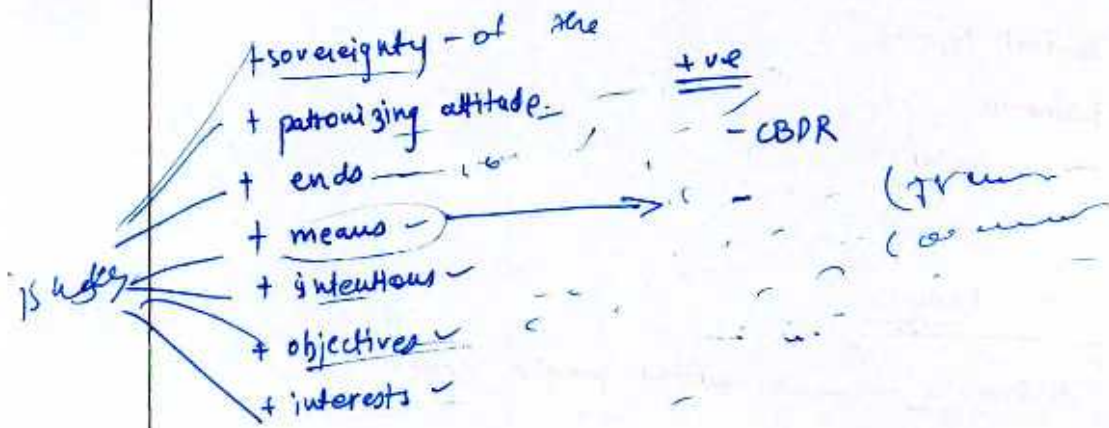 + sovereignty - of the
+ve
+ patronizing attitude
- CBDR
+ ends
+ means -
+ intentions
+ objectives
+ interests